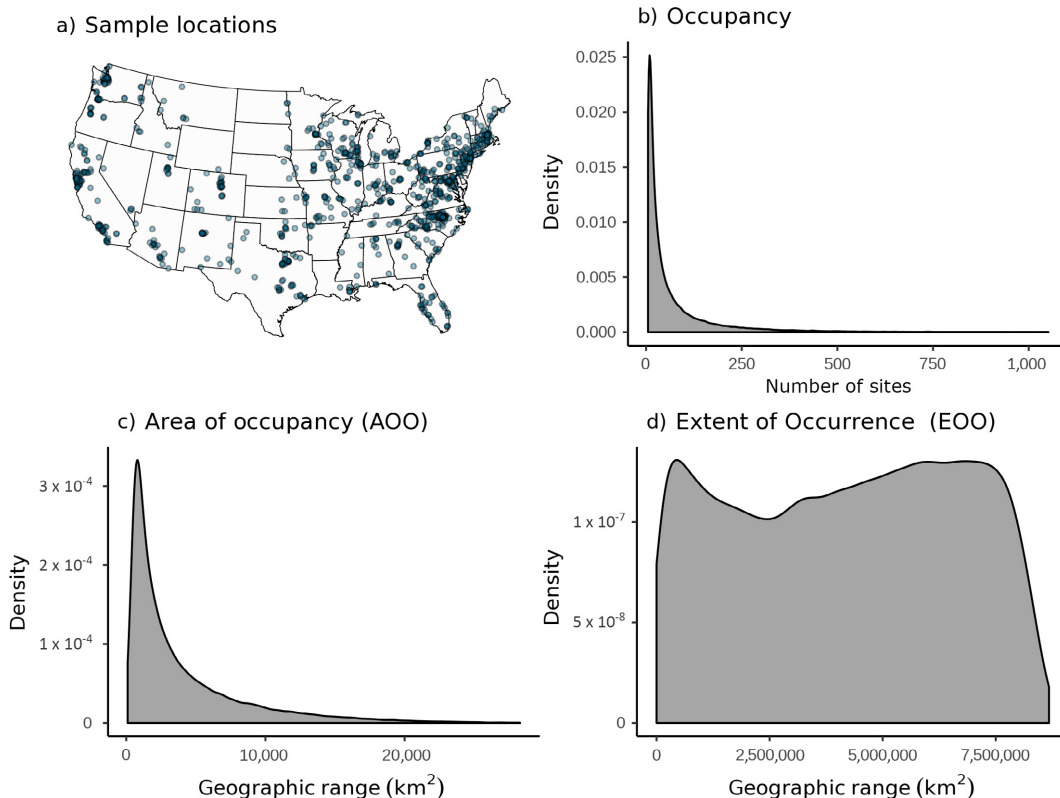 a) Sample locations
b) Occupancy
0.025
0.020
0.015
0.010
0.005
0.000
Density
0
250
500
750
1,000
Number of sites
c) Area of occupancy (AOO)
3 x 10⁻⁴
2 x 10⁻⁴
1 x 10⁻⁴
0
Density
0
10,000
20,000
Geographic range (km²)
d) Extent of Occurrence (EOO)
1 x 10⁻⁷
5 x 10⁻⁸
0
Density
0
2,500,000
5,000,000
7,500,000
Geographic range (km²)